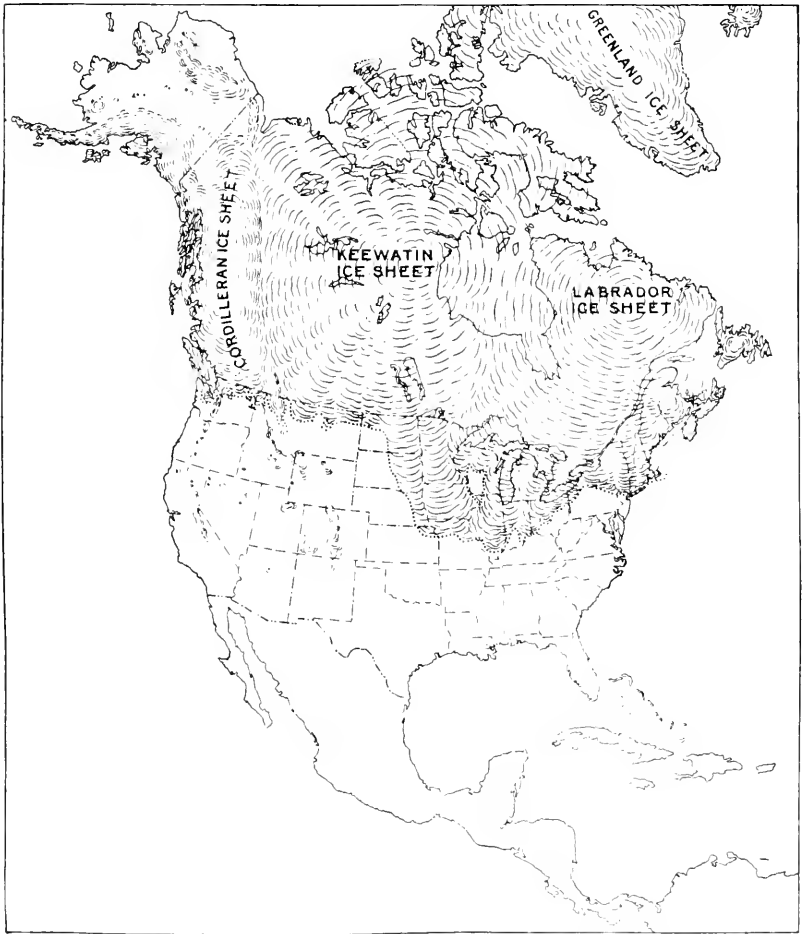 GREENLAND ICE SHEET
CORDILLERAN ICE SHEET
KEEWATIN
ICE SHEET
LABRADOR
ICE SHEET